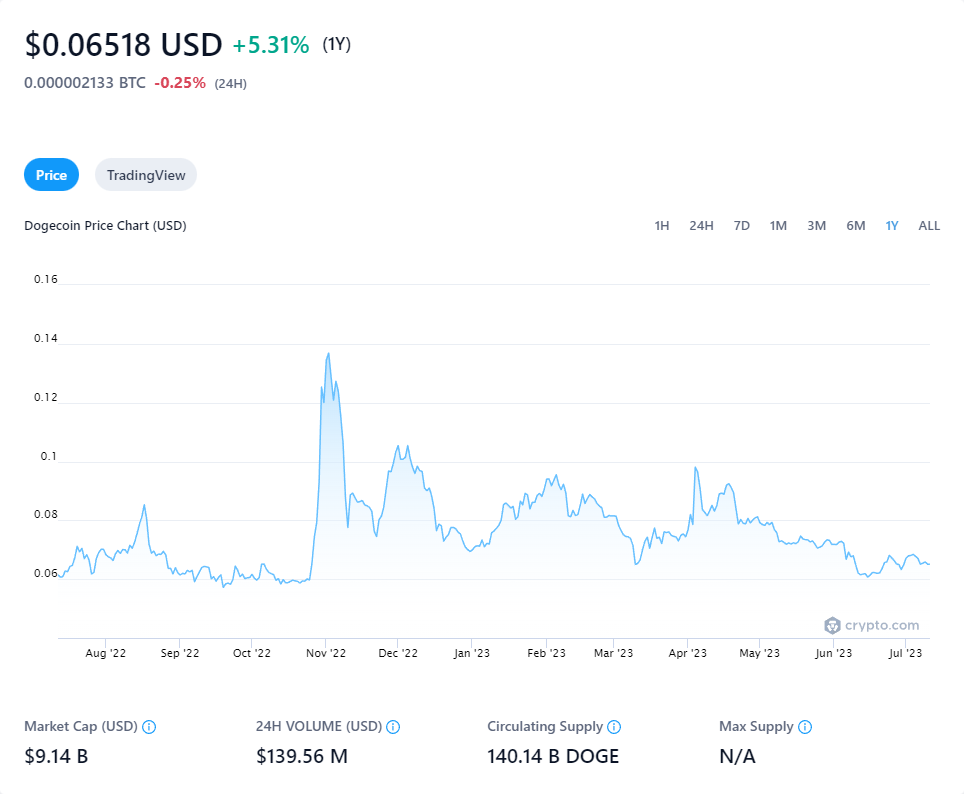 $0.06518 USD +5.31% (1Y)
0.000002133 BTC -0.25% (24H)
Price TradingView
Dogecoin Price Chart (USD) 1H 24H 7D 1M 3M 6M 1Y ALL
0.16
0.14
0.12
0.1
0.08
0.06
crypto.com
Aug '22 Sep '22 Oct '22 Nov '22 Dec '22 Jan '23 Feb '23 Mar '23 Apr '23 May '23 Jun '23 Jul '23
Market Cap (USD) 24H VOLUME (USD) Circulating Supply Max Supply
$9.14 B $139.56 M 140.14 B DOGE N/A